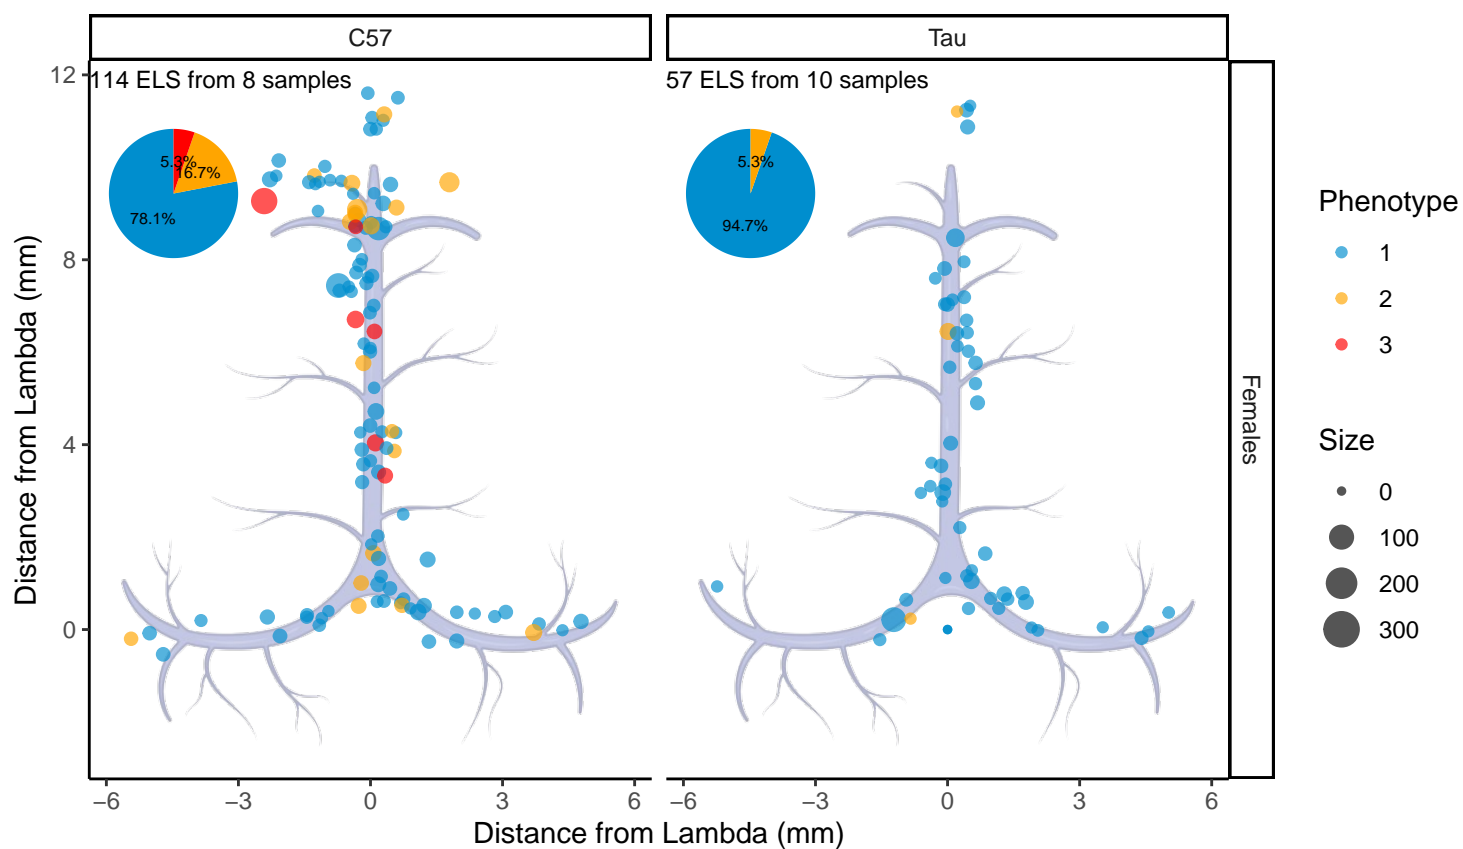 C57
Tau
114 ELS from 8 samples
57 ELS from 10 samples
5.3%
16.7%
78.1%
5.3%
94.7%
12
8
4
0
Distance from Lambda (mm)
−6 −3 0 3 6
−6 −3 0 3 6
Distance from Lambda (mm)
Females
Phenotype
1
2
3
Size
0
100
200
300